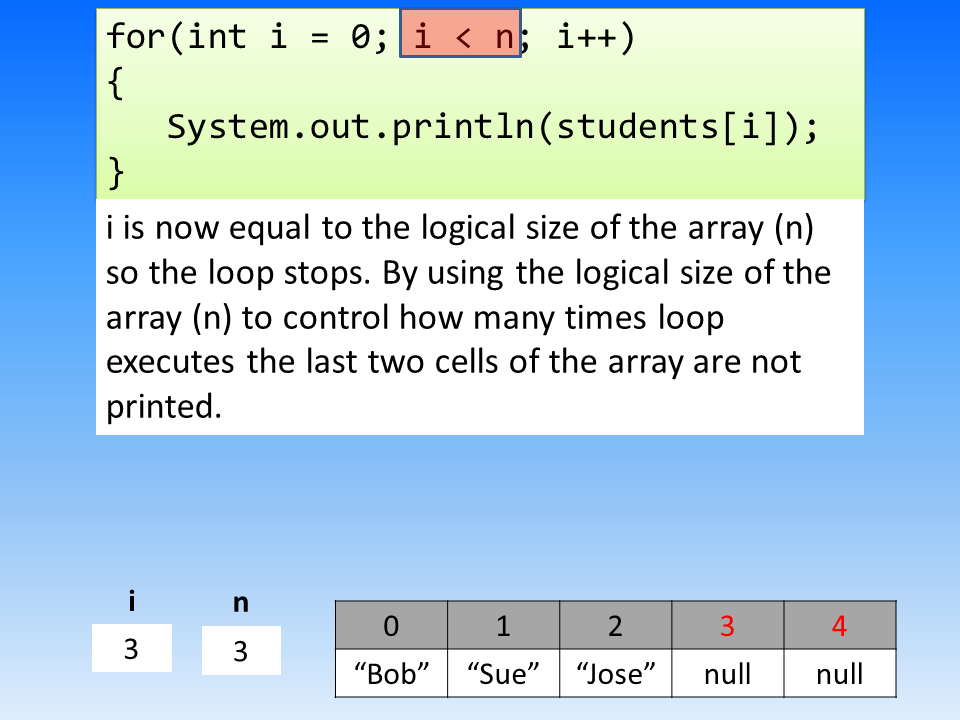 for(int i = 0; i < n; i++)
{
   System.out.println(students[i]);
}
i is now equal to the logical size of the array (n)
so the loop stops. By using the logical size of the
array (n) to control how many times loop
executes the last two cells of the array are not
printed.
i n
3 3
0 1 2 3 4
“Bob” “Sue” “Jose” null null